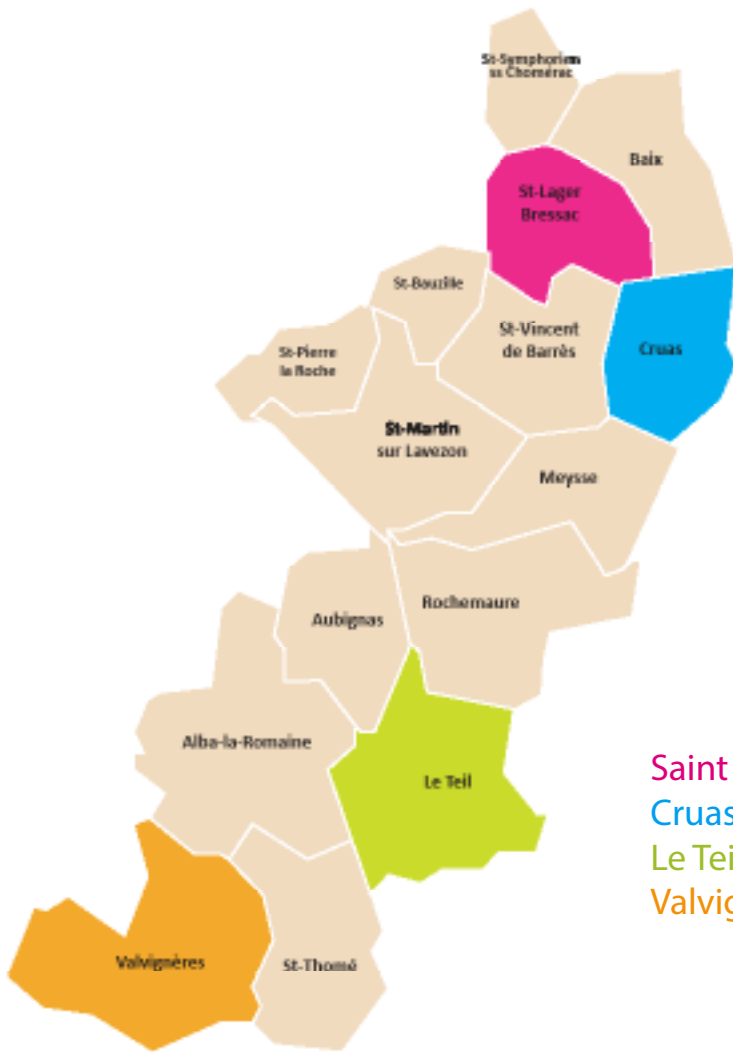 St-Symphorien
ss Chomérac
Baix
St-Lager
Bressac
St-Bauzille
St-Vincent
de Barrès
Cruas
St-Pierre
la Roche
St-Martin
sur Lavezon
Meysse
Aubignas
Rochemaure
Alba-la-Romaine
Le Teil
Valvignères
St-Thomé
Saint
Cruas
Le Tei
Valvig